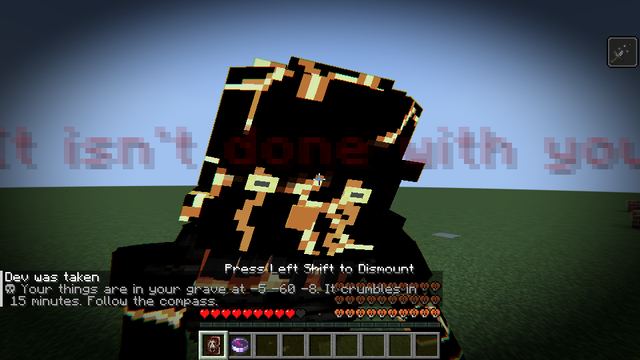 It isn't done with you
Press Left Shift to Dismount
Dev was taken
☠ Your things are in your grave at -5 -60 -8. It crumbles in
15 minutes. Follow the compass.